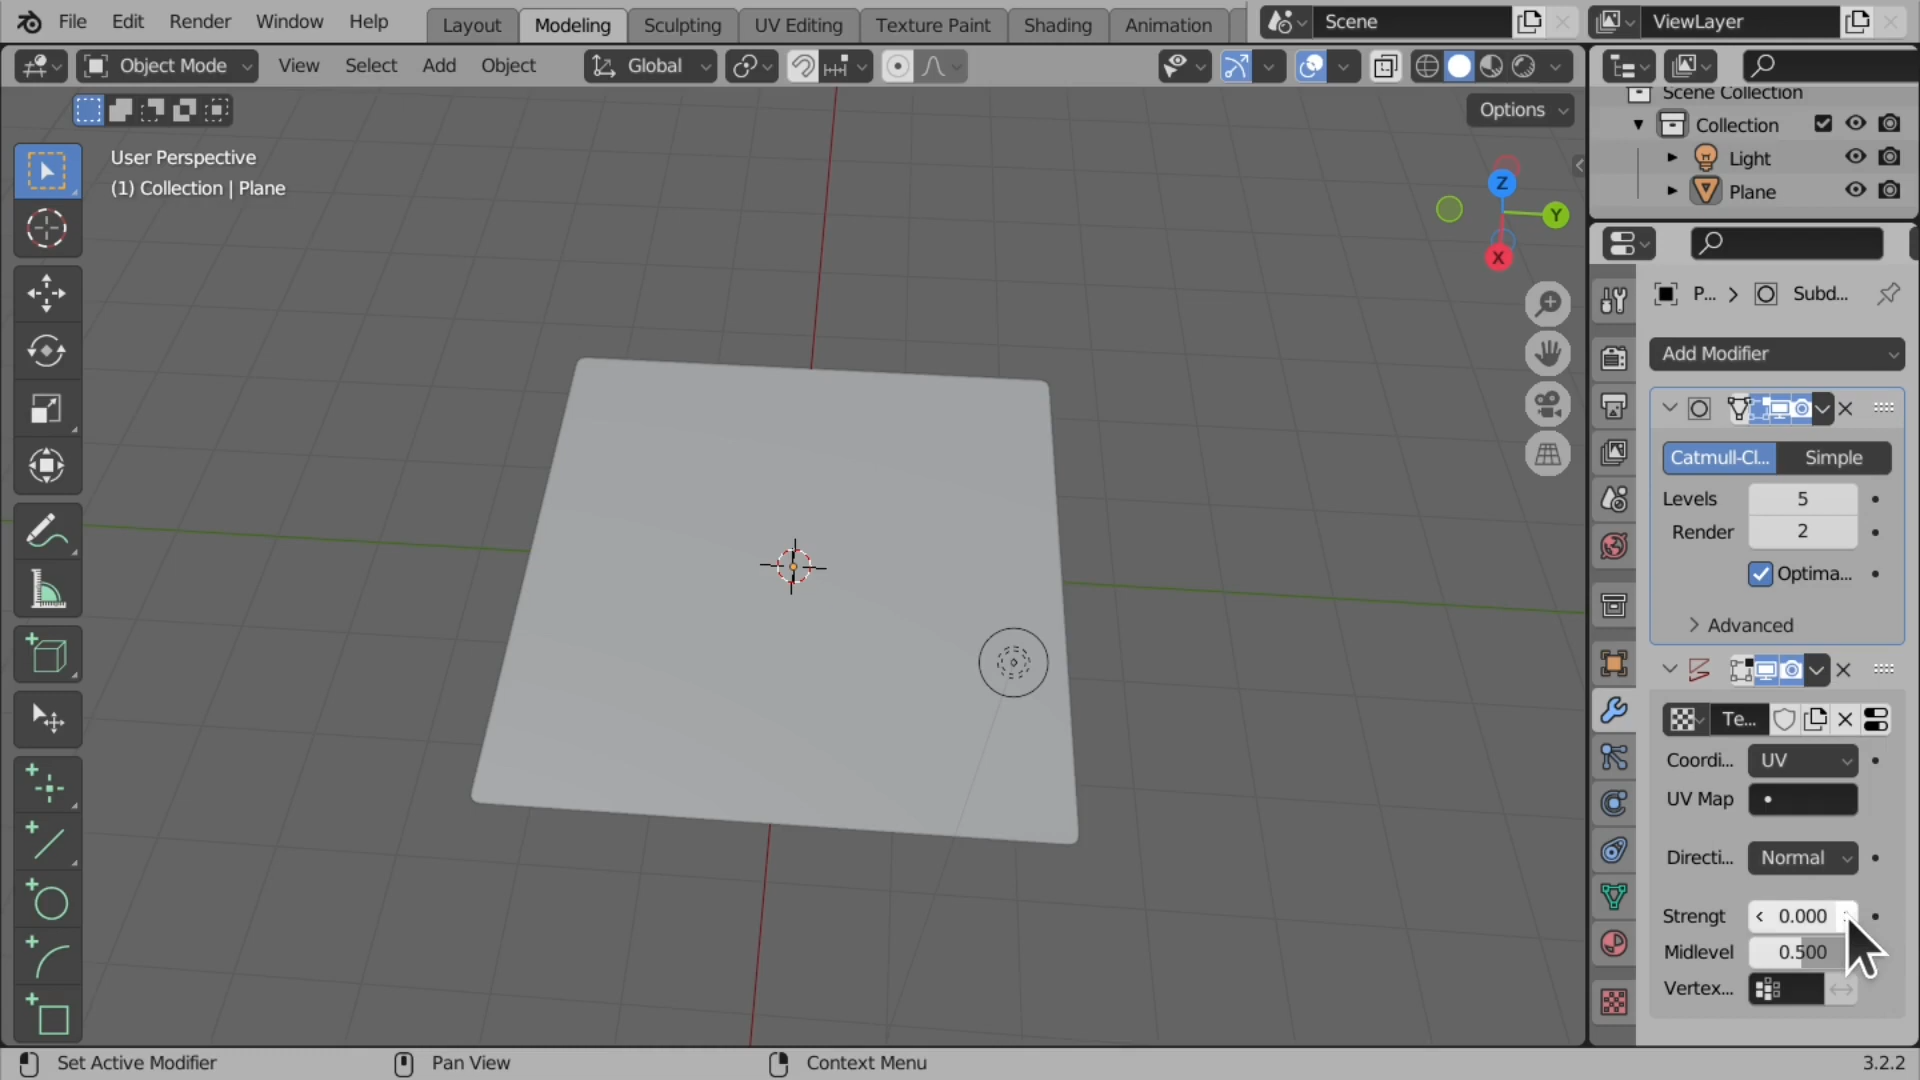 File Edit Render Window Help Layout Modeling Sculpting UV Editing Texture Paint Shading Animation Scene ViewLayer
Object Mode View Select Add Object Global
Options
User Perspective
(1) Collection | Plane
Z
Y
X
Scene Collection
Collection
Light
Plane
P... Subd...
Add Modifier
Catmull-Cl... Simple
Levels 5
Render 2
Optima...
Advanced
Te...
Coordi... UV
UV Map
Directi... Normal
Strengt 0.000
Midlevel 0.500
Vertex...
Set Active Modifier Pan View Context Menu 3.2.2